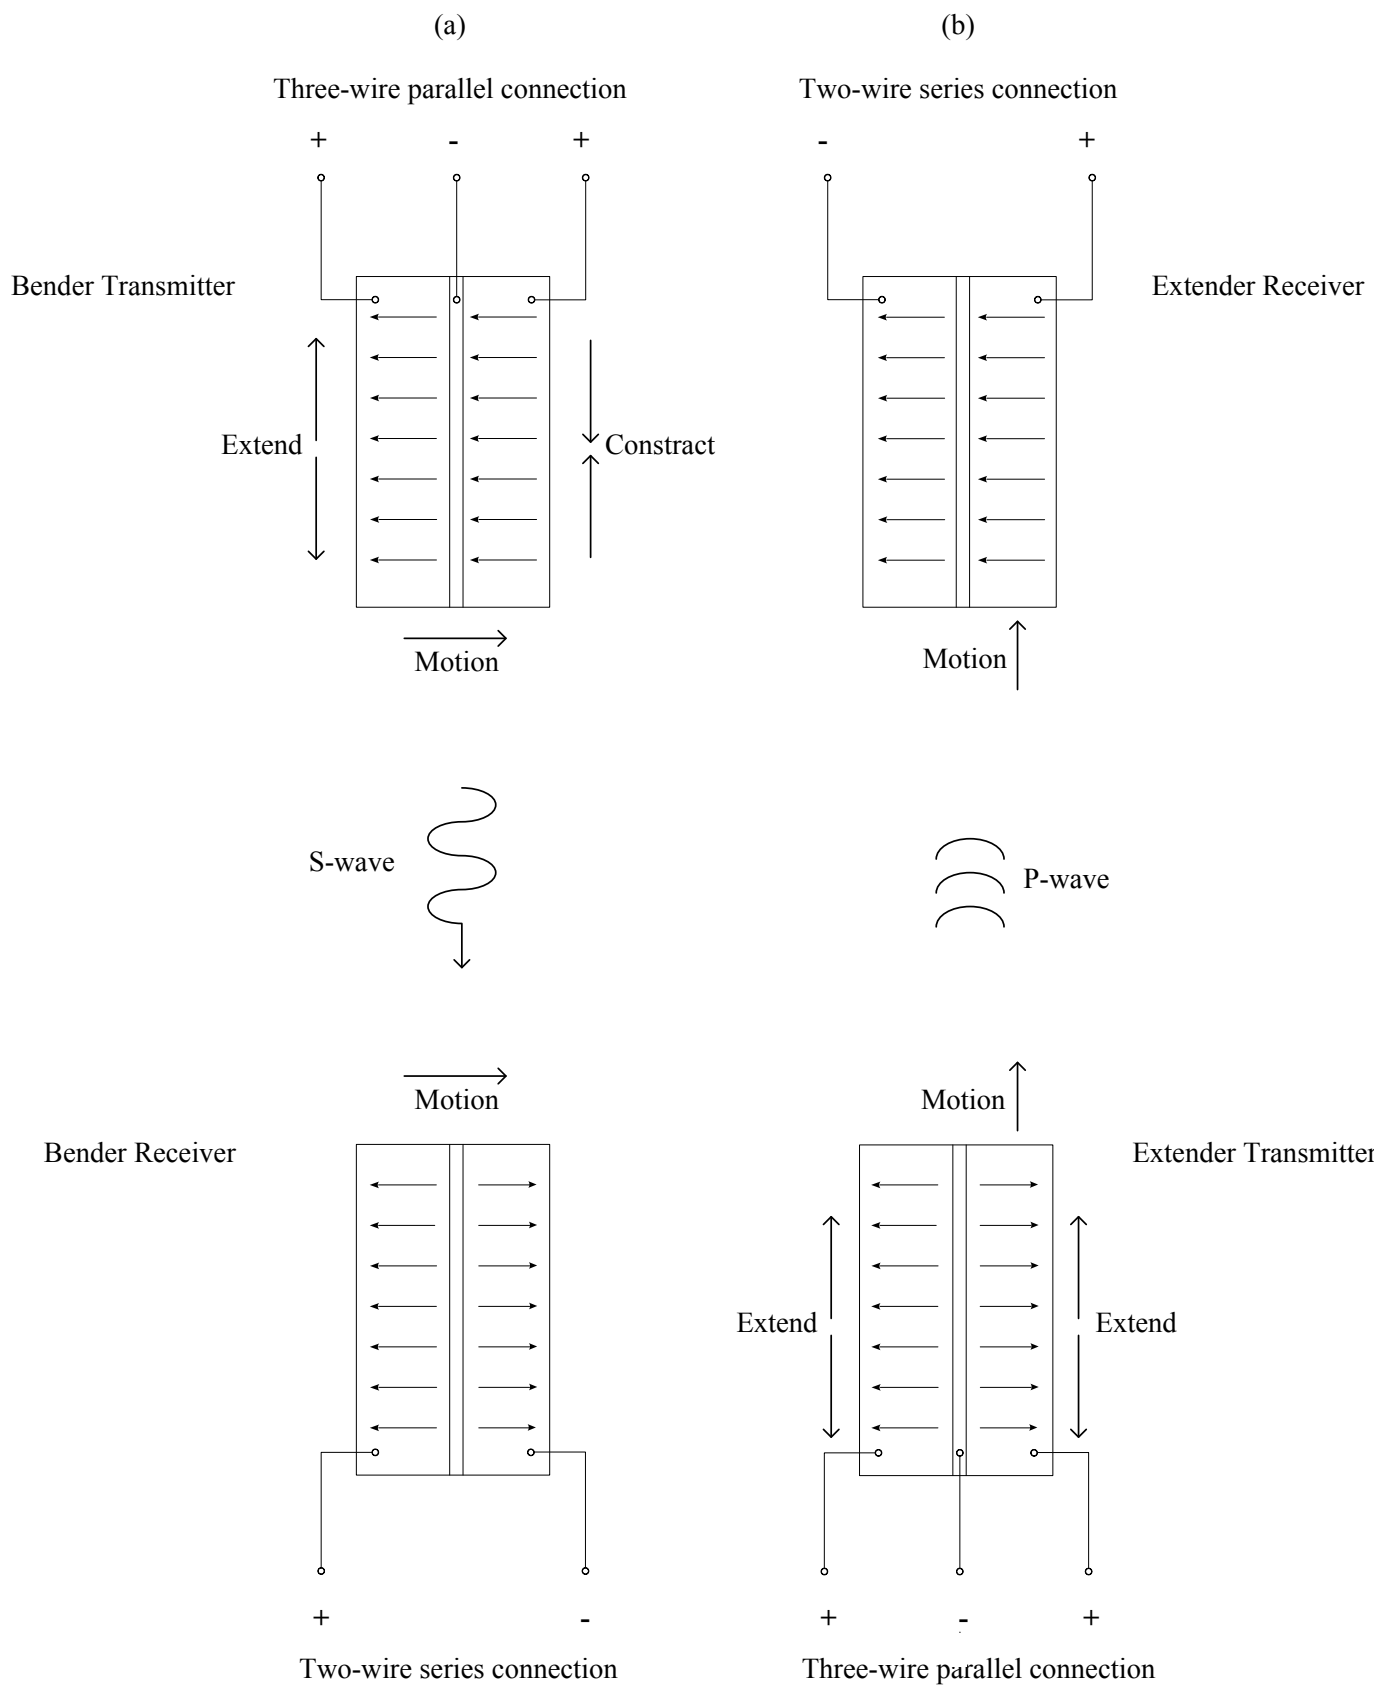 (a) (b)
Three-wire parallel connection Two-wire series connection
+ - + - +
Bender Transmitter Extender Receiver
Extend Constract
Motion Motion
S-wave P-wave
Motion Motion
Bender Receiver Extender Transmitter
Extend Extend
+ - + - +
Two-wire series connection Three-wire parallel connection